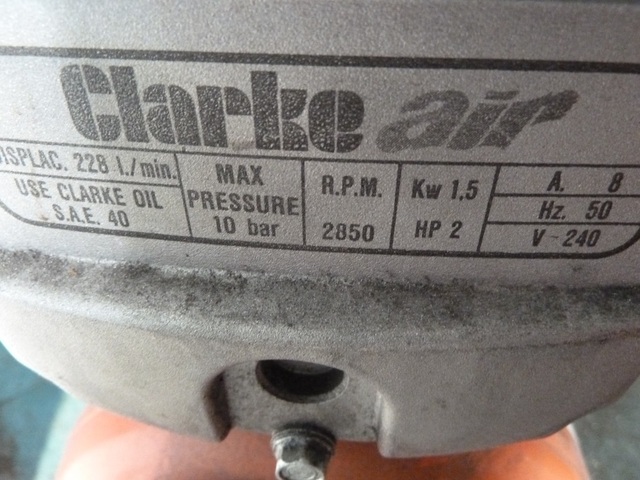 Clarke air
DISPLAC. 228 l./min.
USE CLARKE OIL
S.A.E. 40
MAX
PRESSURE
10 bar
R.P.M.
2850
Kw 1,5
HP 2
A. 8
Hz. 50
V - 240